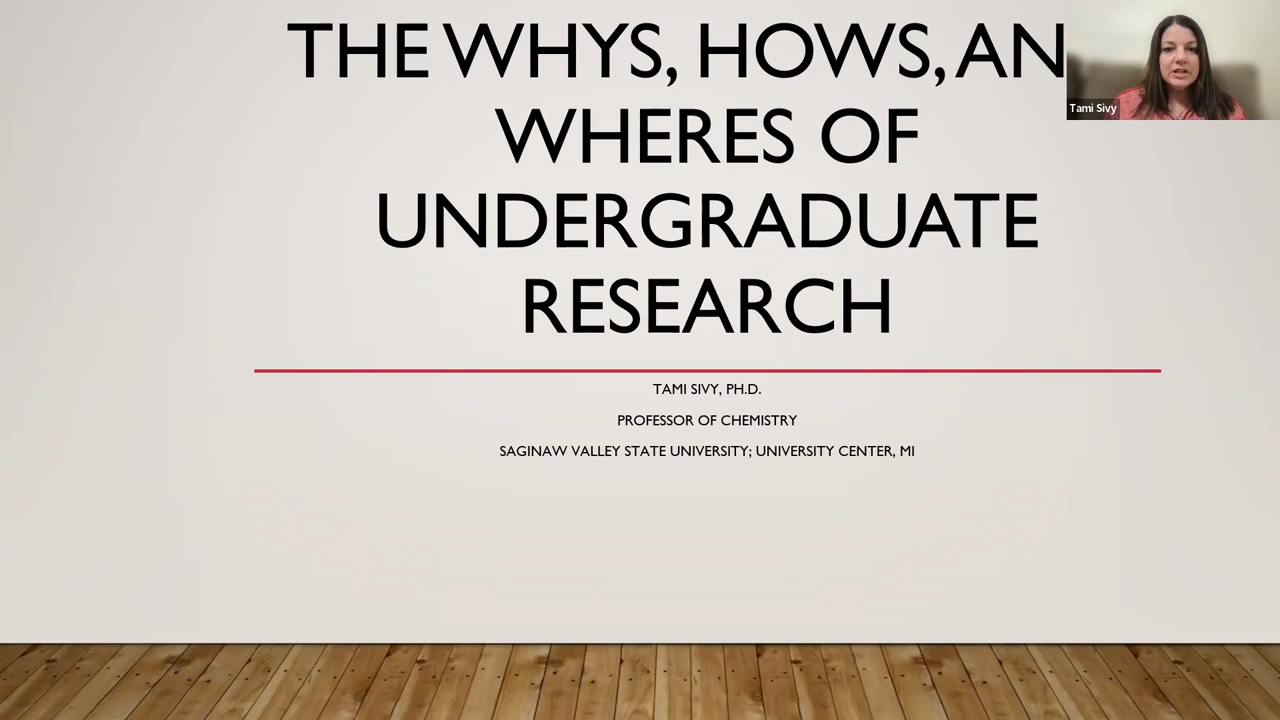 THE WHYS, HOWS, AN
WHERES OF
UNDERGRADUATE
RESEARCH
Tami Sivy
TAMI SIVY, PH.D.
PROFESSOR OF CHEMISTRY
SAGINAW VALLEY STATE UNIVERSITY; UNIVERSITY CENTER, MI